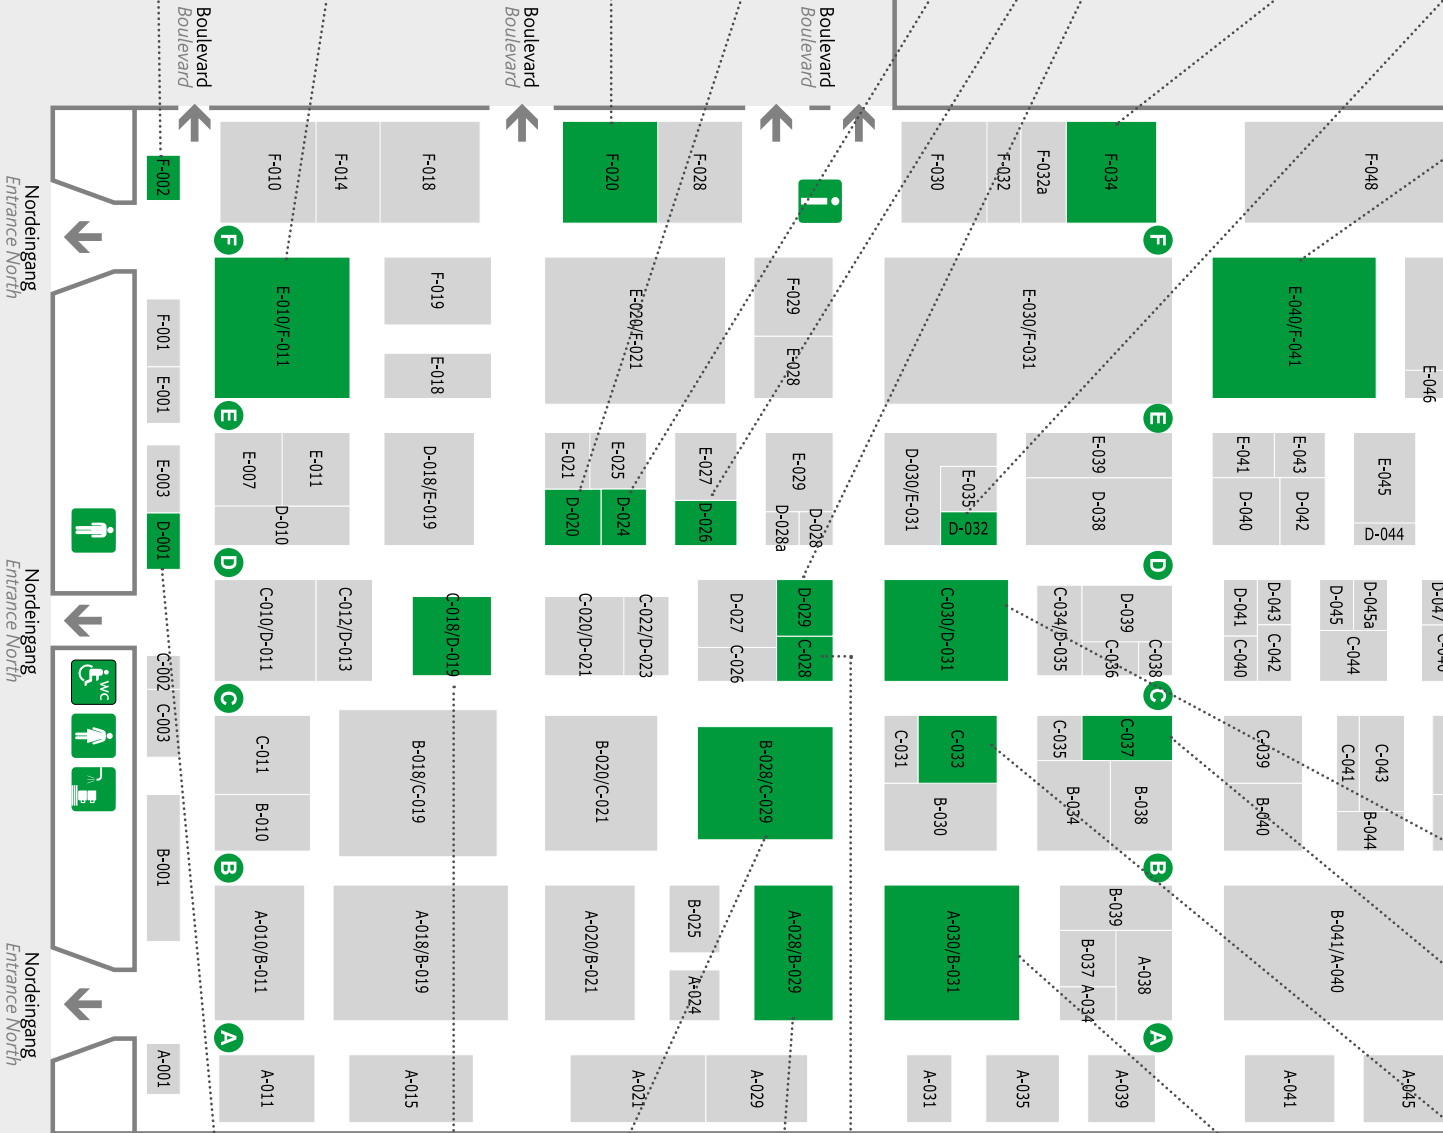 Boulevard
Boulevard
Boulevard
Boulevard
Boulevard
Boulevard
F-002
F-010
F-014
F-018
F-020
F-028
i
F-030
F-032
F-032a
F-034
F-048
Nordeingang
Entrance North
F
F
F-001
E-001
E-010/F-011
F-019
E-018
E-020/F-021
F-029
E-028
E-030/F-031
E-040/F-041
E-046
E
E
E-003
D-001
E-007
E-011
D-010
D-018/E-019
E-021
E-025
D-020
D-024
E-027
D-026
E-029
D-028a
D-028
D-030/E-031
E-035
D-032
E-039
D-038
E-041
E-043
D-040
D-042
E-045
D-044
D
D
Nordeingang
Entrance North
C-002
C-003
WC
C-010/D-011
C-012/D-013
C-018/D-019
C-020/D-021
C-022/D-023
D-027
C-026
D-029
C-028
C-030/D-031
C-034/D-035
D-039
C-036
C-038
D-041
D-043
C-040
C-042
D-045
D-045a
C-044
D-047
C
C
C-011
B-010
B-018/C-019
B-020/C-021
B-028/C-029
C-031
C-033
B-030
C-035
C-037
B-034
B-038
C-039
B-040
C-041
C-043
B-044
B
B
B-001
A-010/B-011
A-018/B-019
A-020/B-021
B-025
A-024
A-028/B-029
A-030/B-031
B-039
B-037
A-034
A-038
B-041/A-040
Nordeingang
Entrance North
A
A
A-001
A-011
A-015
A-021
A-029
A-031
A-035
A-039
A-041
A-045